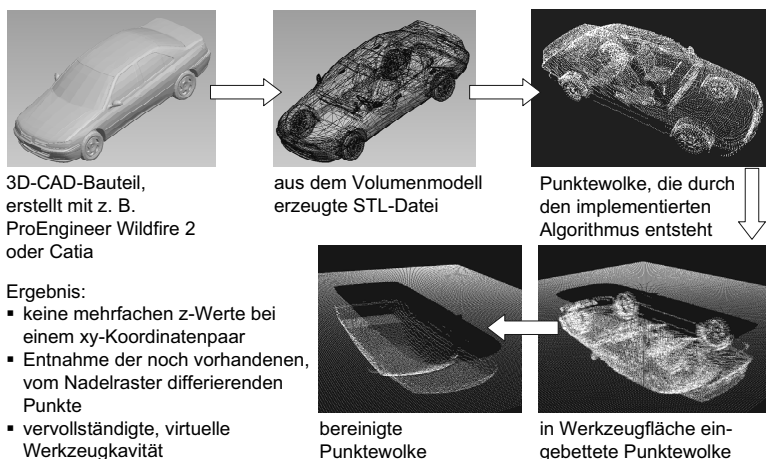 3D-CAD-Bauteil,
erstellt mit z. B.
ProEngineer Wildfire 2
oder Catia
aus dem Volumenmodell
erzeugte STL-Datei
Punktewolke, die durch
den implementierten
Algorithmus entsteht
Ergebnis:
▪ keine mehrfachen z-Werte bei
einem xy-Koordinatenpaar
▪ Entnahme der noch vorhandenen,
vom Nadelraster differierenden
Punkte
▪ vervollständigte, virtuelle
Werkzeugkavität
bereinigte
Punktewolke
in Werkzeugfläche ein-
gebettete Punktewolke